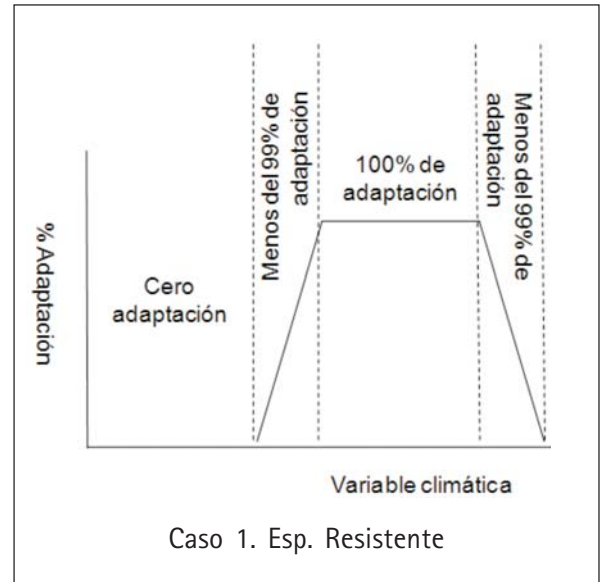 % Adaptación
Cero
adaptación
Menos del 99% de
adaptación
100% de
adaptación
Menos del 99% de
adaptación
Variable climática
Caso 1. Esp. Resistente